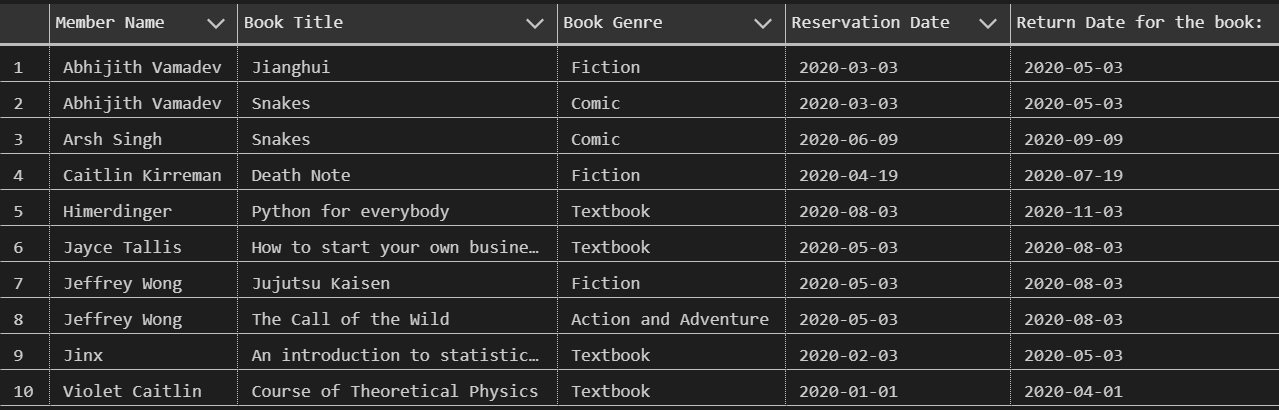 Member Name Book Title Book Genre Reservation Date Return Date for the book:
1 Abhijith Vamadev Jianghui Fiction 2020-03-03 2020-05-03
2 Abhijith Vamadev Snakes Comic 2020-03-03 2020-05-03
3 Arsh Singh Snakes Comic 2020-06-09 2020-09-09
4 Caitlin Kirreman Death Note Fiction 2020-04-19 2020-07-19
5 Himerdinger Python for everybody Textbook 2020-08-03 2020-11-03
6 Jayce Tallis How to start your own busine… Textbook 2020-05-03 2020-08-03
7 Jeffrey Wong Jujutsu Kaisen Fiction 2020-05-03 2020-08-03
8 Jeffrey Wong The Call of the Wild Action and Adventure 2020-05-03 2020-08-03
9 Jinx An introduction to statistic… Textbook 2020-02-03 2020-05-03
10 Violet Caitlin Course of Theoretical Physics Textbook 2020-01-01 2020-04-01